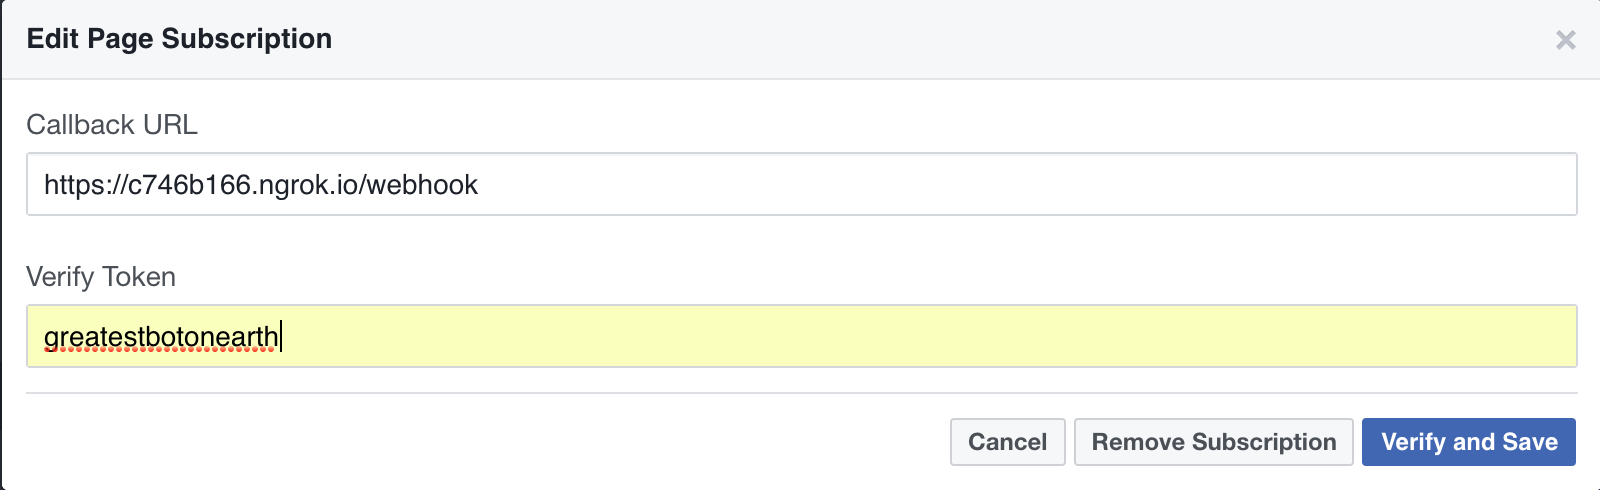 Edit Page Subscription
Callback URL
https://c746b166.ngrok.io/webhook
Verify Token
greatestbotonearth
Cancel Remove Subscription Verify and Save